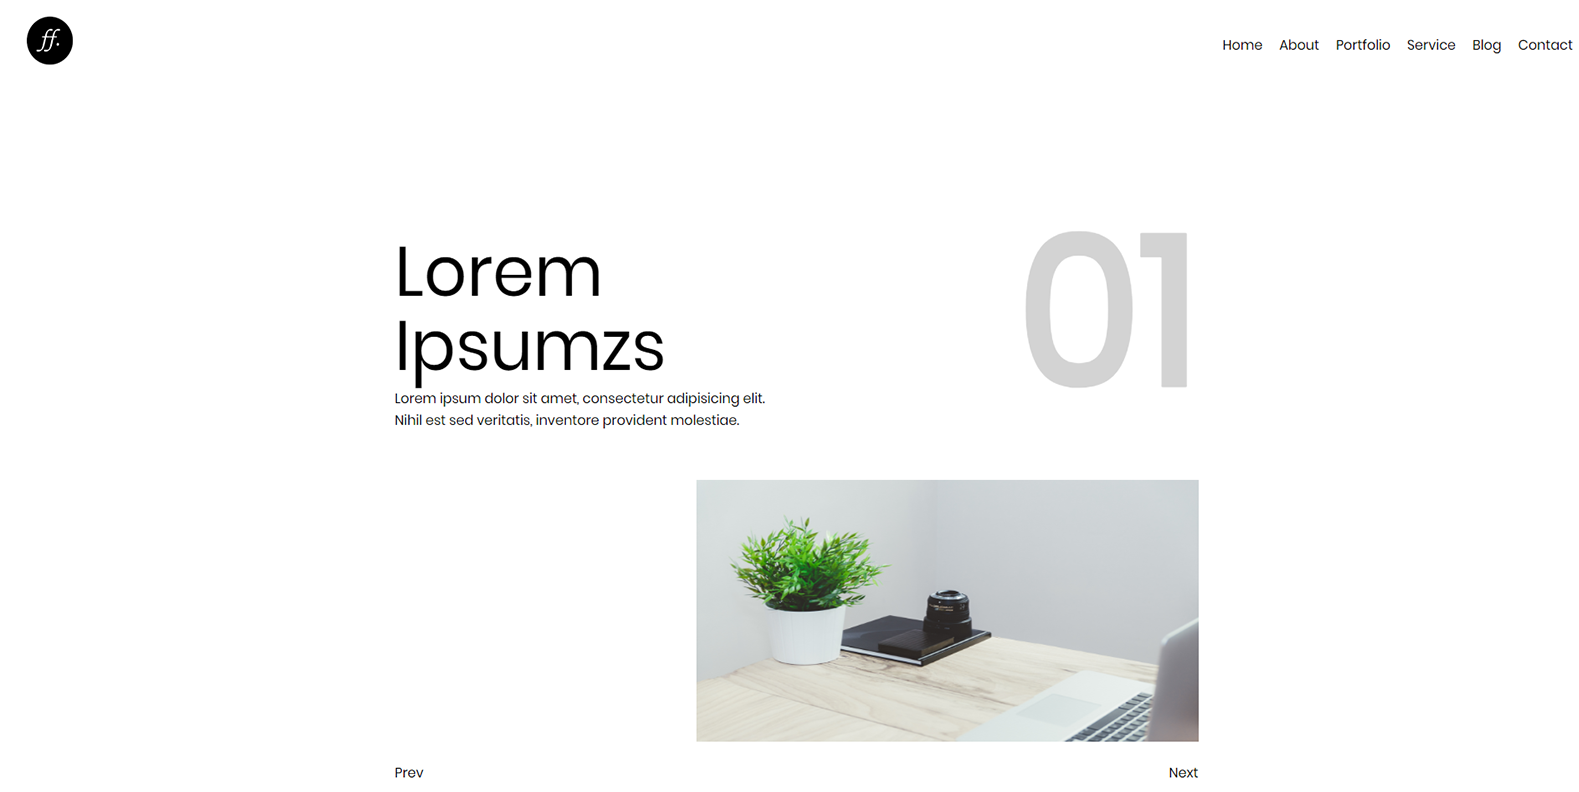 ff.
Home About Portfolio Service Blog Contact
Lorem
Ipsumzs
01
Lorem ipsum dolor sit amet, consectetur adipisicing elit.
Nihil est sed veritatis, inventore provident molestiae.
Prev
Next